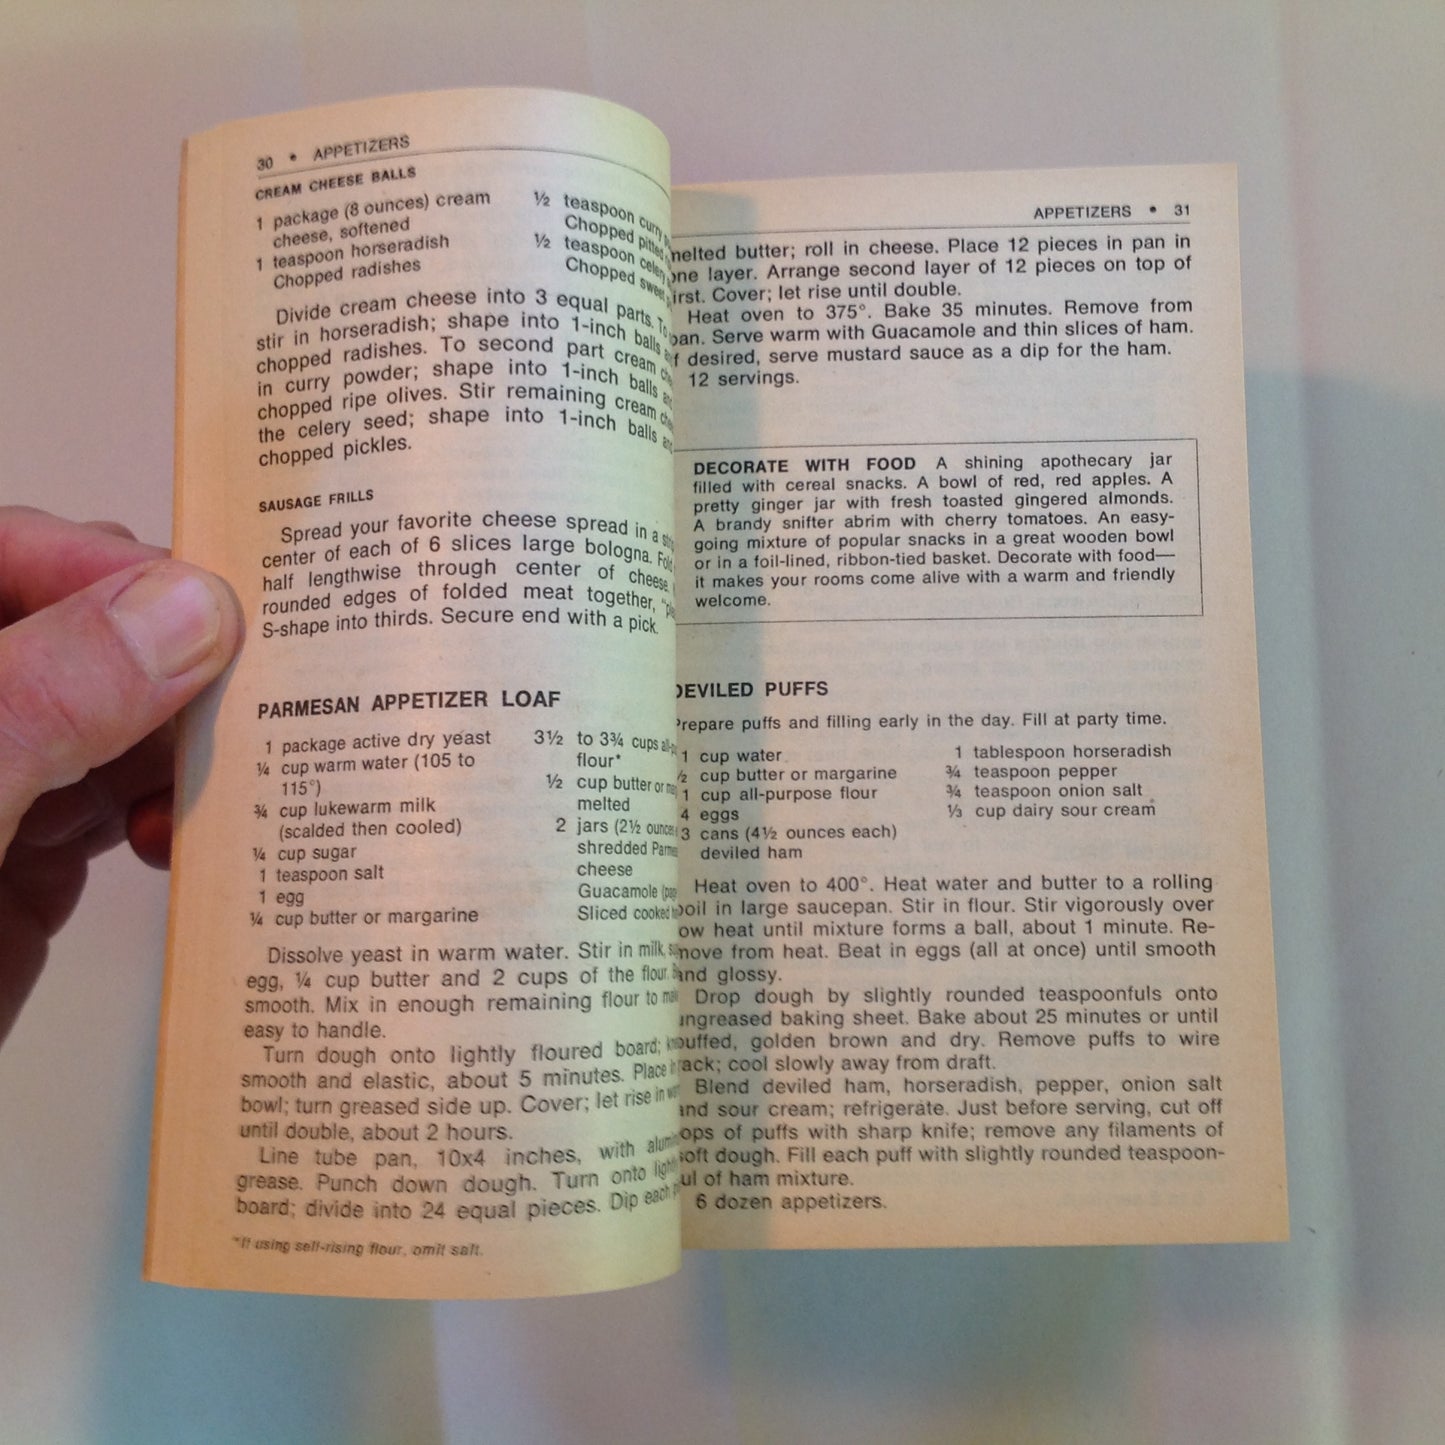 30 • APPETIZERS
CREAM CHEESE BALLS
1 package (8 ounces) cream
cheese, softened
1 teaspoon horseradish
Chopped radishes
½ teaspoon curry
Chopped pitted
½ teaspoon celery
Chopped sweet
Divide cream cheese into 3 equal parts. To
stir in horseradish; shape into 1-inch balls
chopped radishes. To second part cream
in curry powder; shape into 1-inch balls
chopped ripe olives. Stir remaining cream
the celery seed; shape into 1-inch balls
chopped pickles.
SAUSAGE FRILLS
Spread your favorite cheese spread in a
center of each of 6 slices large bologna. Fold
half lengthwise through center of cheese.
rounded edges of folded meat together,
S-shape into thirds. Secure end with a pick.
PARMESAN APPETIZER LOAF
1 package active dry yeast
¼ cup warm water (105 to
115°)
¾ cup lukewarm milk
(scalded then cooled)
¼ cup sugar
1 teaspoon salt
1 egg
¼ cup butter or margarine
3½ to 3¾ cups
flour*
½ cup butter or
melted
2 jars (2½ ounces
shredded
cheese
Guacamole
Sliced cooked
Dissolve yeast in warm water. Stir in milk,
egg, ¼ cup butter and 2 cups of the flour.
smooth. Mix in enough remaining flour to
easy to handle.
Turn dough onto lightly floured board;
smooth and elastic, about 5 minutes. Place
bowl; turn greased side up. Cover; let rise in
until double, about 2 hours.
Line tube pan, 10x4 inches, with
grease. Punch down dough. Turn onto
board; divide into 24 equal pieces. Dip each
*If using self-rising flour, omit salt.
APPETIZERS • 31
melted butter; roll in cheese. Place 12 pieces in pan in
one layer. Arrange second layer of 12 pieces on top of
first. Cover; let rise until double.
Heat oven to 375°. Bake 35 minutes. Remove from
pan. Serve warm with Guacamole and thin slices of ham.
If desired, serve mustard sauce as a dip for the ham.
12 servings.
DECORATE WITH FOOD A shining apothecary jar
filled with cereal snacks. A bowl of red, red apples. A
pretty ginger jar with fresh toasted gingered almonds.
A brandy snifter abrim with cherry tomatoes. An easy-
going mixture of popular snacks in a great wooden bowl
or in a foil-lined, ribbon-tied basket. Decorate with food—
it makes your rooms come alive with a warm and friendly
welcome.
DEVILED PUFFS
Prepare puffs and filling early in the day. Fill at party time.
1 cup water
½ cup butter or margarine
1 cup all-purpose flour
4 eggs
3 cans (4½ ounces each)
deviled ham
1 tablespoon horseradish
¾ teaspoon pepper
¾ teaspoon onion salt
⅓ cup dairy sour cream
Heat oven to 400°. Heat water and butter to a rolling
boil in large saucepan. Stir in flour. Stir vigorously over
low heat until mixture forms a ball, about 1 minute. Re-
move from heat. Beat in eggs (all at once) until smooth
and glossy.
Drop dough by slightly rounded teaspoonfuls onto
ungreased baking sheet. Bake about 25 minutes or until
puffed, golden brown and dry. Remove puffs to wire
rack; cool slowly away from draft.
Blend deviled ham, horseradish, pepper, onion salt
and sour cream; refrigerate. Just before serving, cut off
tops of puffs with sharp knife; remove any filaments of
soft dough. Fill each puff with slightly rounded teaspoon-
ful of ham mixture.
6 dozen appetizers.